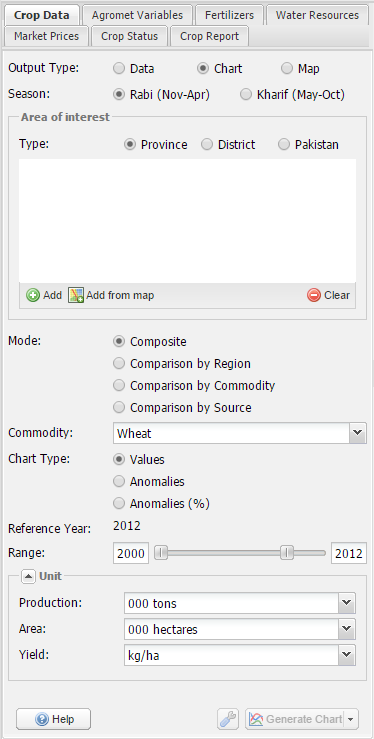 Crop Data Agromet Variables Fertilizers Water Resources
Market Prices Crop Status Crop Report
Output Type: Data Chart Map
Season: Rabi (Nov-Apr) Kharif (May-Oct)
Area of interest
Type: Province District Pakistan
Add Add from map Clear
Mode: Composite
Comparison by Region
Comparison by Commodity
Comparison by Source
Commodity: Wheat
Chart Type: Values
Anomalies
Anomalies (%)
Reference Year: 2012
Range: 2000 2012
Unit
Production: 000 tons
Area: 000 hectares
Yield: kg/ha
Help Generate Chart